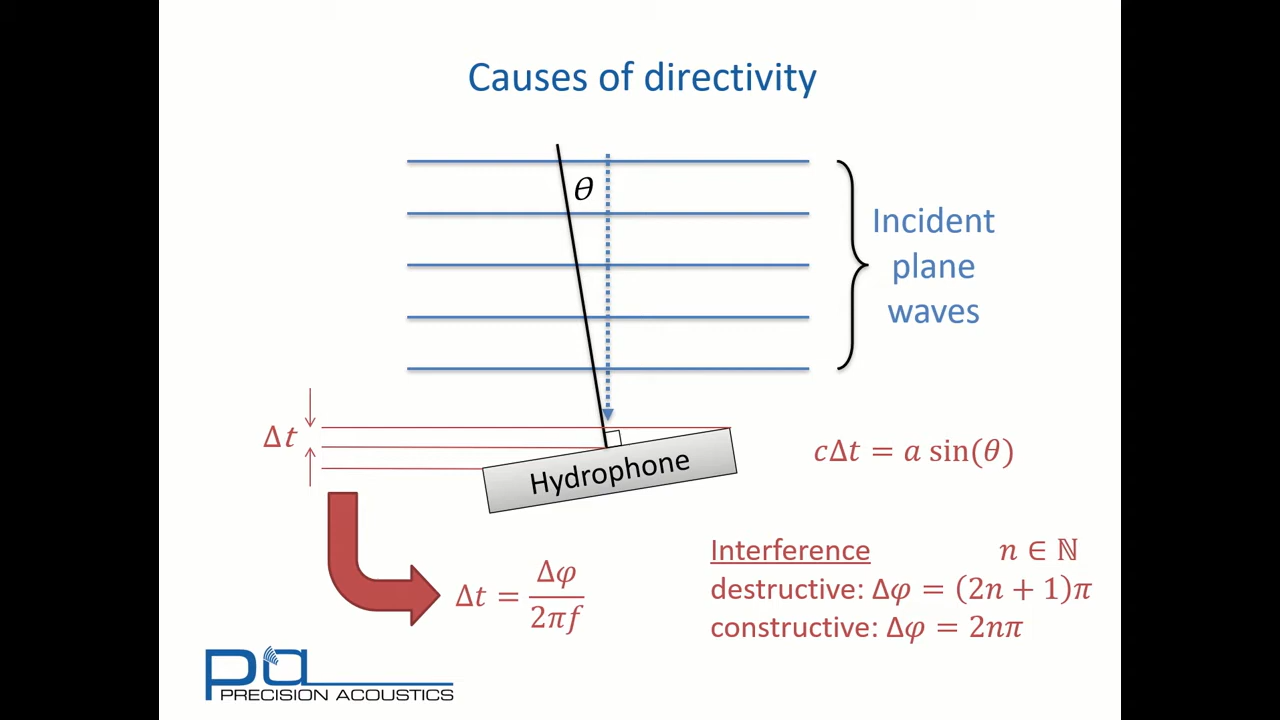 Causes of directivity
θ
Incident
plane
waves
Δt
Hydrophone
cΔt = a sin(θ)
Δt = Δφ / 2πf
Interference n ∈ ℕ
destructive: Δφ = (2n + 1)π
constructive: Δφ = 2nπ
pa
PRECISION ACOUSTICS